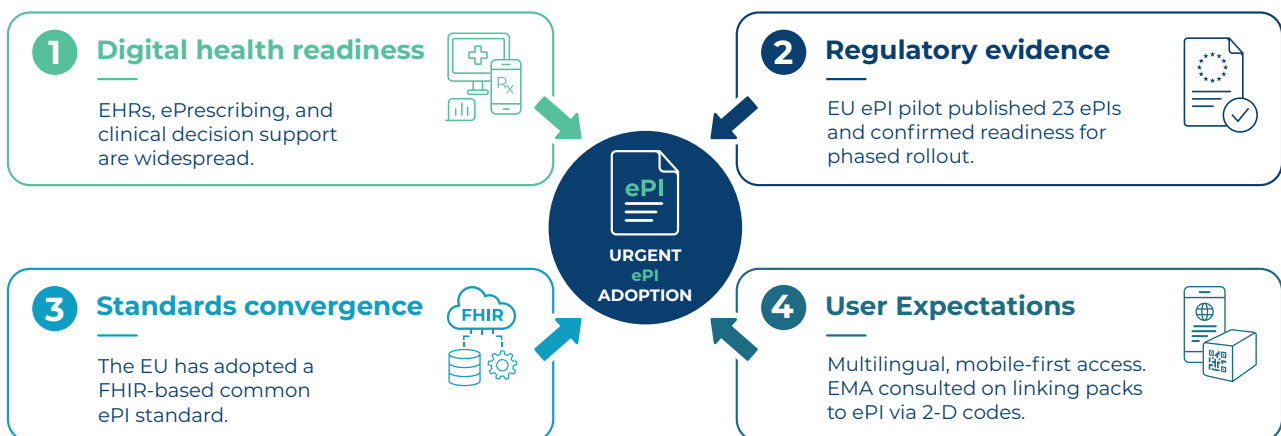 1 Digital health readiness
EHRs, ePrescribing, and
clinical decision support
are widespread.
Rx
2 Regulatory evidence
EU ePI pilot published 23 ePIs
and confirmed readiness for
phased rollout.
ePI
URGENT
ePI
ADOPTION
3 Standards convergence
The EU has adopted a
FHIR-based common
ePI standard.
FHIR
4 User Expectations
Multilingual, mobile-first access.
EMA consulted on linking packs
to ePI via 2-D codes.